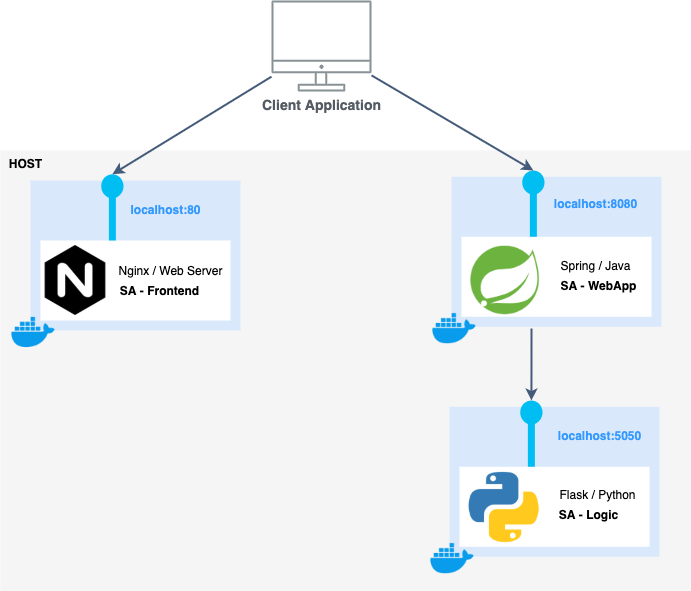 Client Application
HOST
localhost:80
Nginx / Web Server
SA - Frontend
localhost:8080
Spring / Java
SA - WebApp
localhost:5050
Flask / Python
SA - Logic